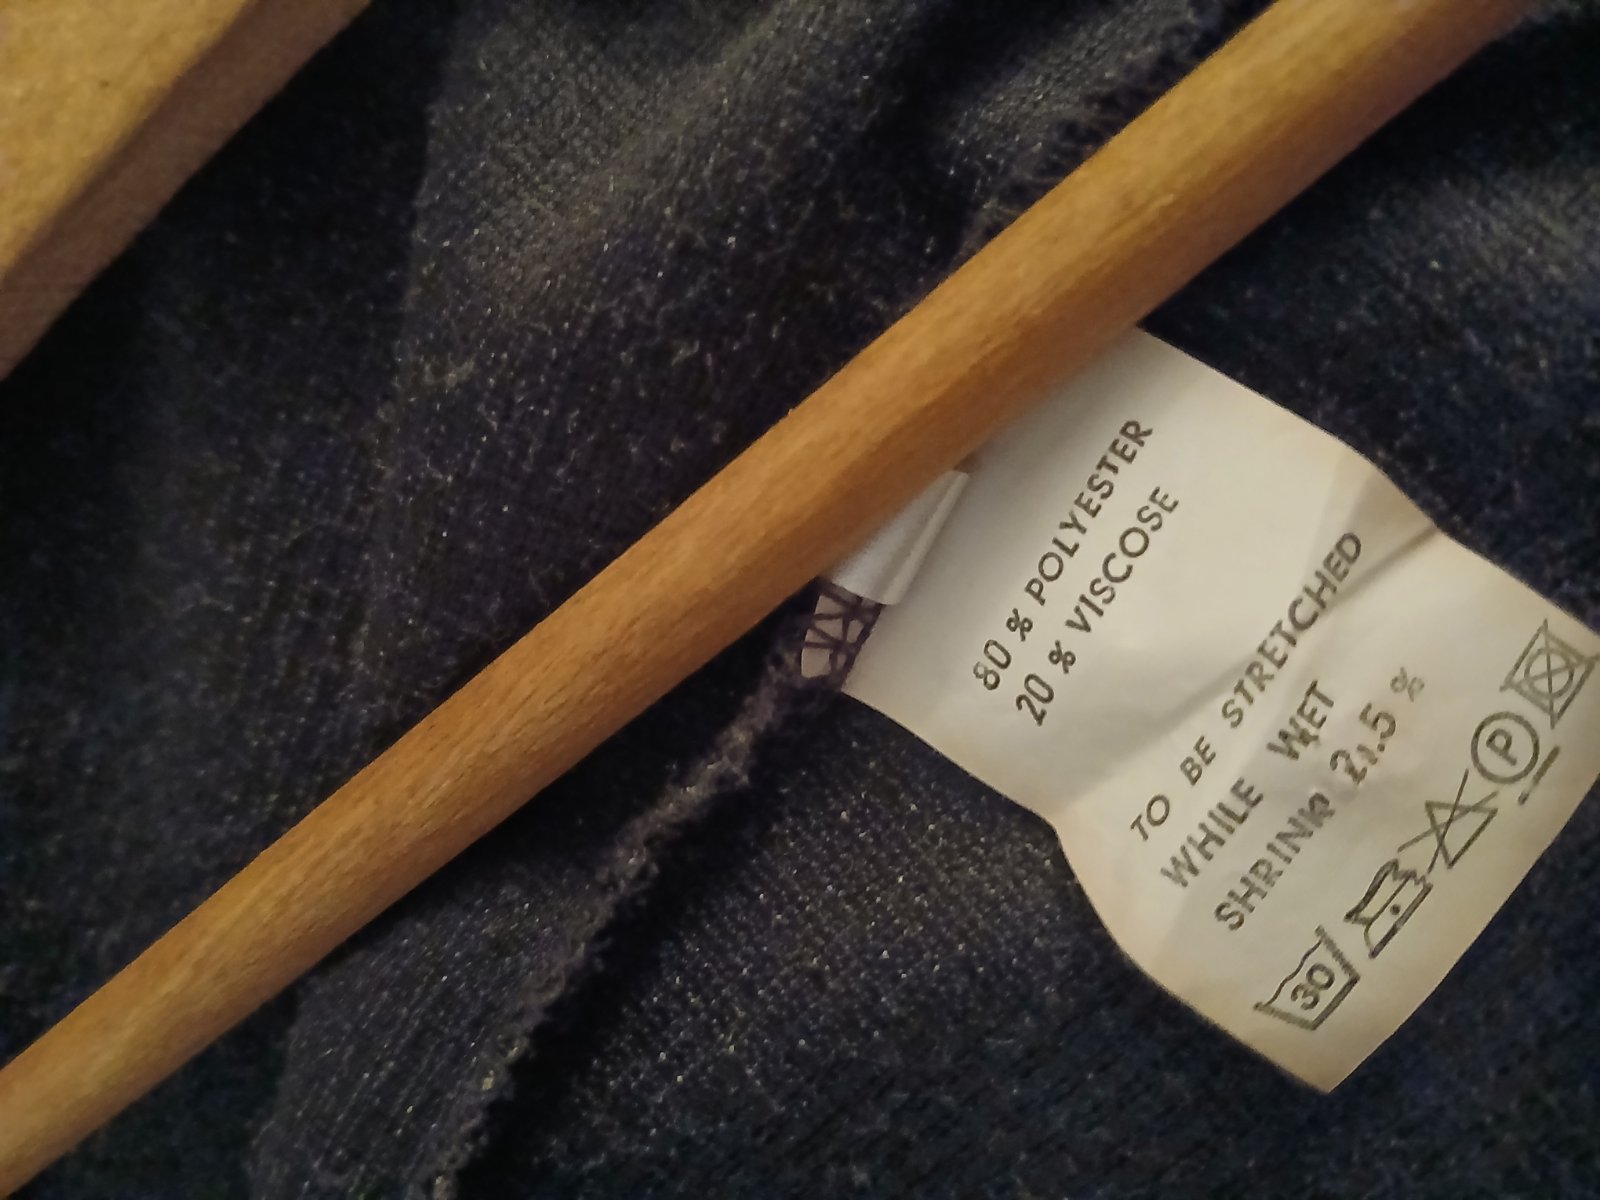 80 % POLYESTER
20 % VISCOSE
TO BE STRETCHED
WHILE WET
SHRINK 2.5 %
30
P